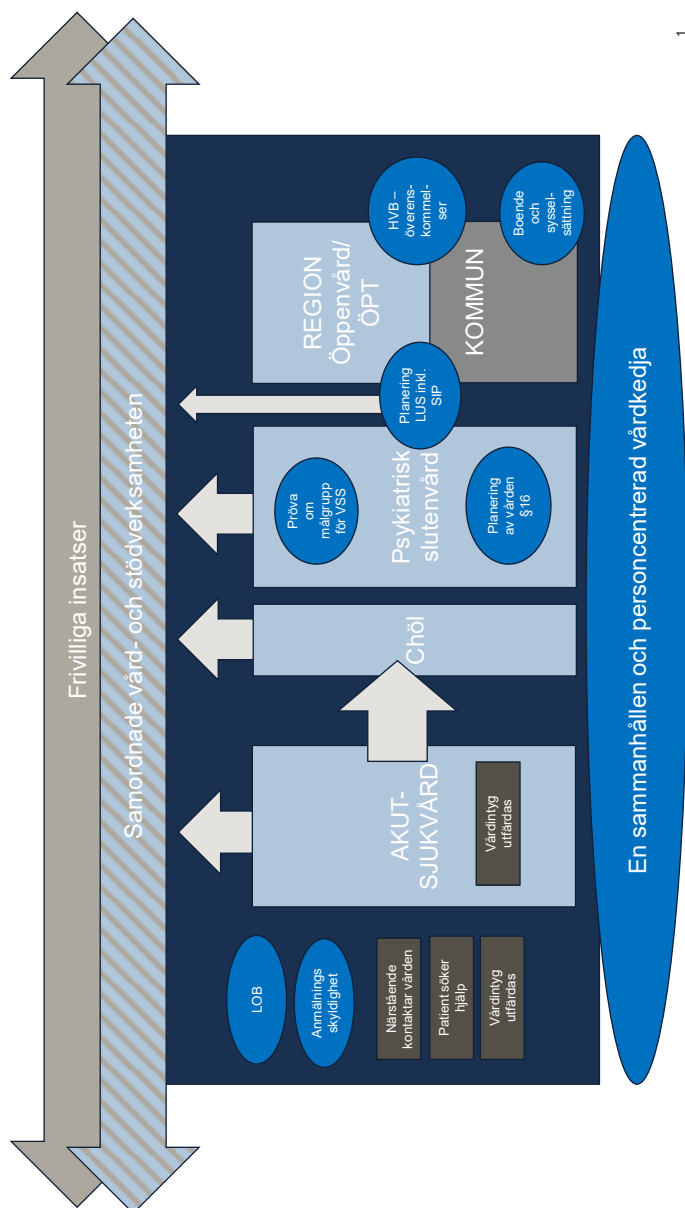 Frivilliga insatser
Samordnade vård- och stödverksamheten
LOB
Anmälnings
skyldighet
Närstående
kontaktar vården
Patient söker
hjälp
Vårdintyg
utfärdas
AKUT-
SJUKVÅRD
Vårdintyg
utfärdas
Chöl
Psykiatrisk
slutenvård
Pröva
om
målgrupp
för VSS
Planering
av vården
§16
Planering
LUS inkl.
SIP
REGION
Öppenvård/
ÖPT
KOMMUN
HVB –
överens-
kommel-
ser
Boende
och
syssel-
sättning
En sammanhållen och personcentrerad vårdkedja
1